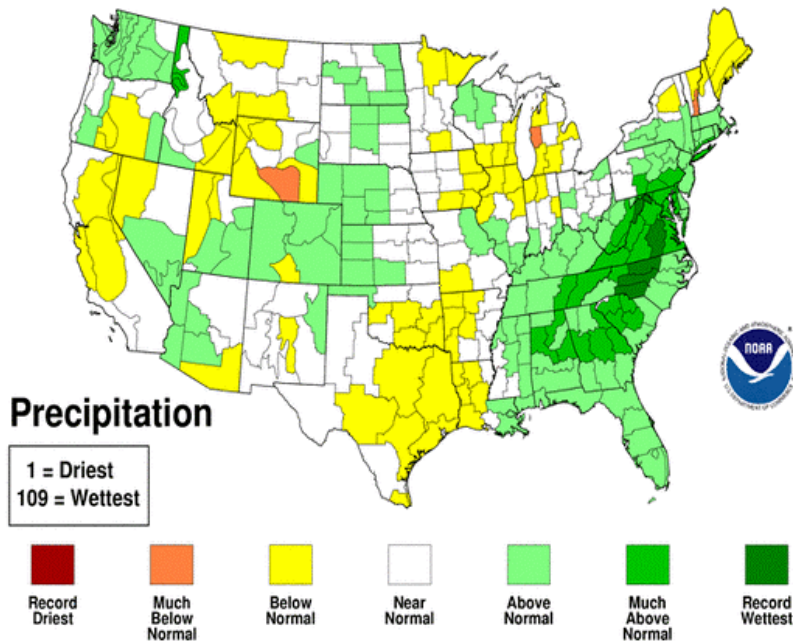 NOAA
Precipitation
1 = Driest
109 = Wettest
Record
Driest
Much
Below
Normal
Below
Normal
Near
Normal
Above
Normal
Much
Above
Normal
Record
Wettest